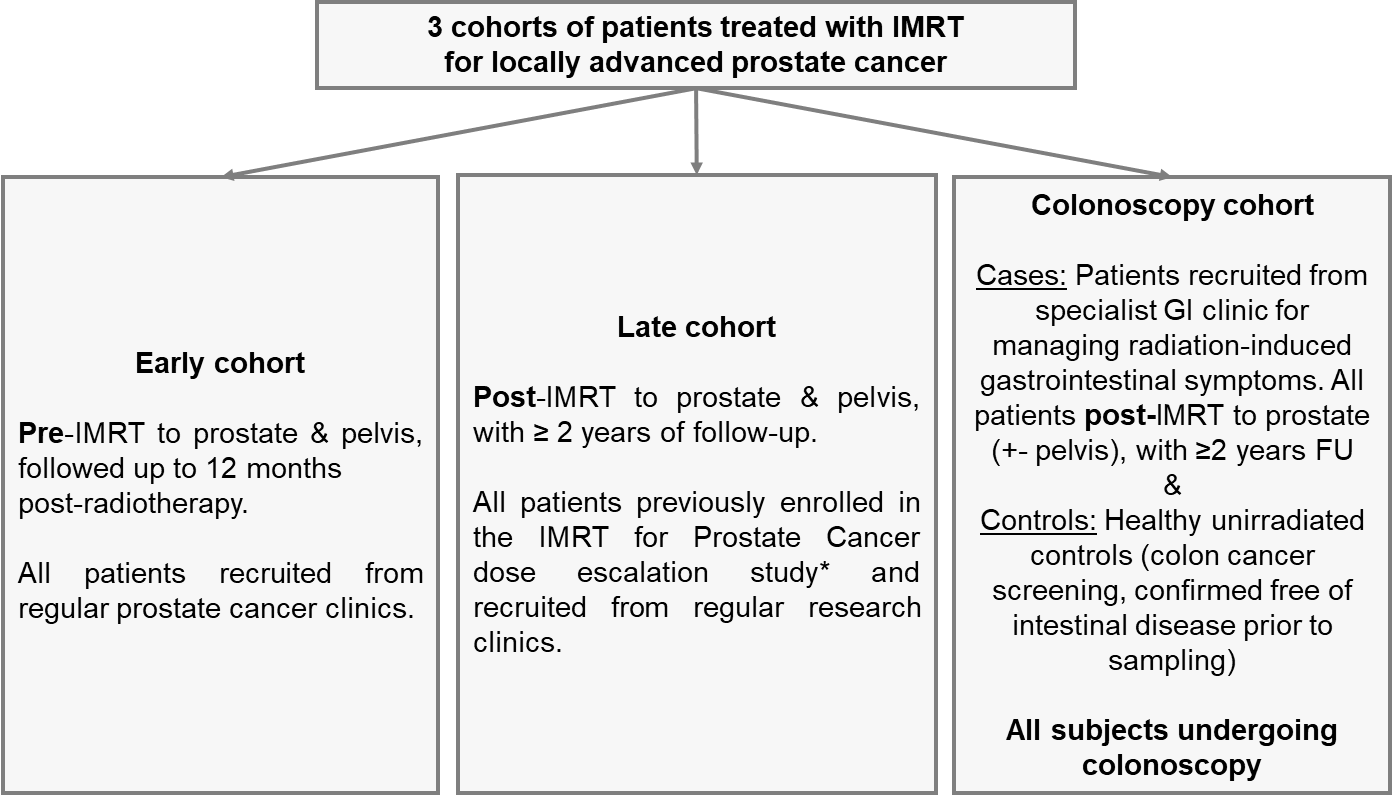 3 cohorts of patients treated with IMRT
for locally advanced prostate cancer
Early cohort
Pre-IMRT to prostate & pelvis,
followed up to 12 months
post-radiotherapy.
All patients recruited from
regular prostate cancer clinics.
Late cohort
Post-IMRT to prostate & pelvis,
with ≥ 2 years of follow-up.
All patients previously enrolled in
the IMRT for Prostate Cancer
dose escalation study* and
recruited from regular research
clinics.
Colonoscopy cohort
Cases: Patients recruited from
specialist GI clinic for
managing radiation-induced
gastrointestinal symptoms. All
patients post-IMRT to prostate
(+- pelvis), with ≥2 years FU
&
Controls: Healthy unirradiated
controls (colon cancer
screening, confirmed free of
intestinal disease prior to
sampling)
All subjects undergoing
colonoscopy